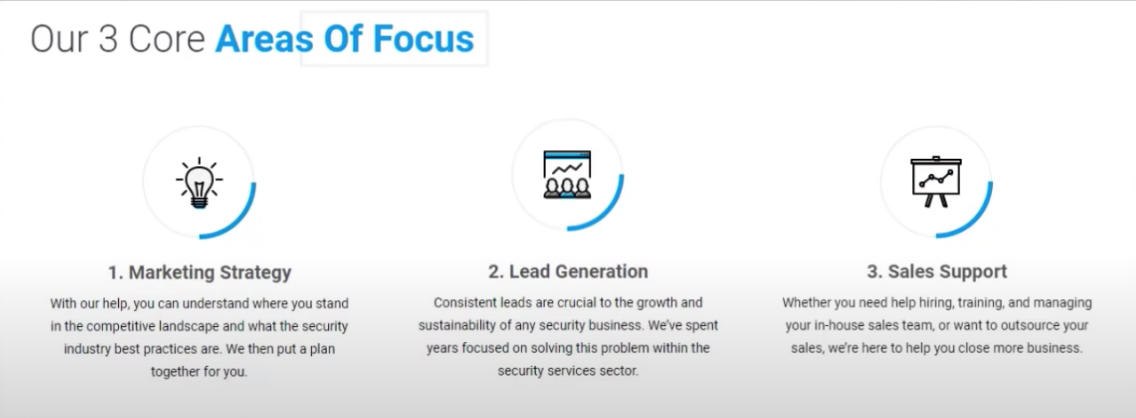 Our 3 Core Areas Of Focus
1. Marketing Strategy
With our help, you can understand where you stand
in the competitive landscape and what the security
industry best practices are. We then put a plan
together for you.
2. Lead Generation
Consistent leads are crucial to the growth and
sustainability of any security business. We've spent
years focused on solving this problem within the
security services sector.
3. Sales Support
Whether you need help hiring, training, and managing
your in-house sales team, or want to outsource your
sales, we're here to help you close more business.